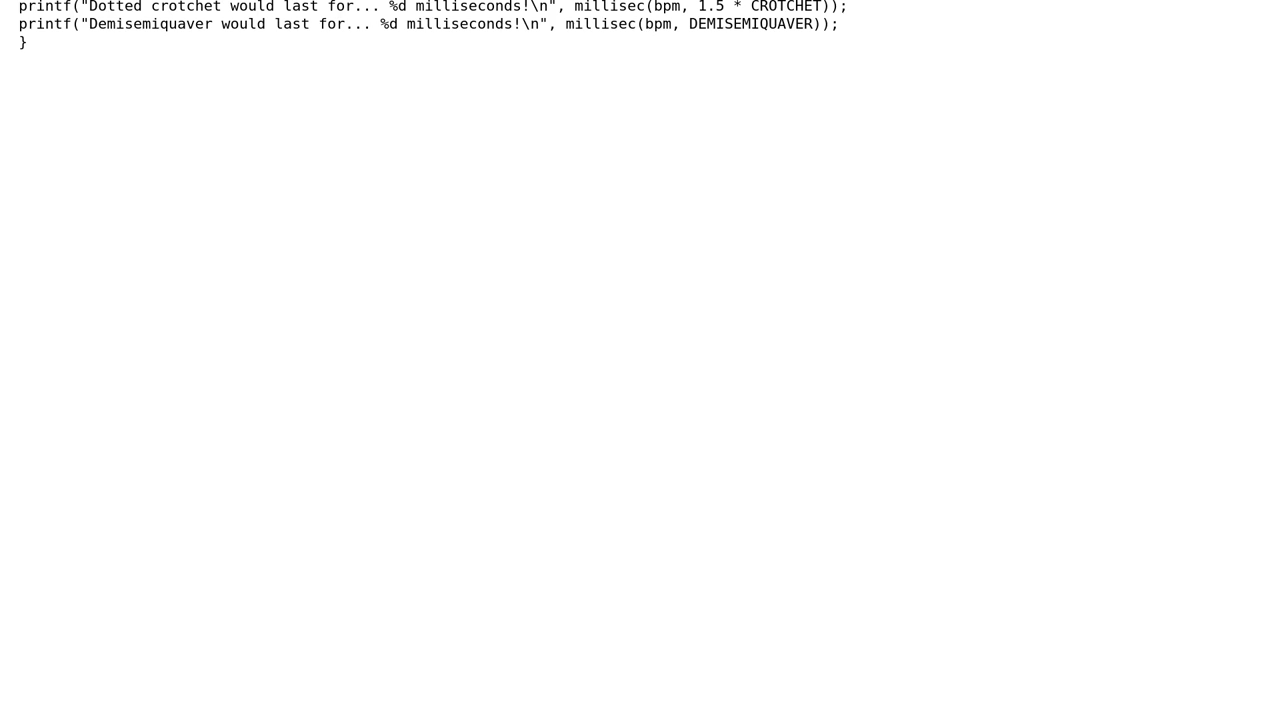 printf("Dotted crotchet would last for... %d milliseconds!\n", millisec(bpm, 1.5 * CROTCHET));
printf("Demisemiquaver would last for... %d milliseconds!\n", millisec(bpm, DEMISEMIQUAVER));
}